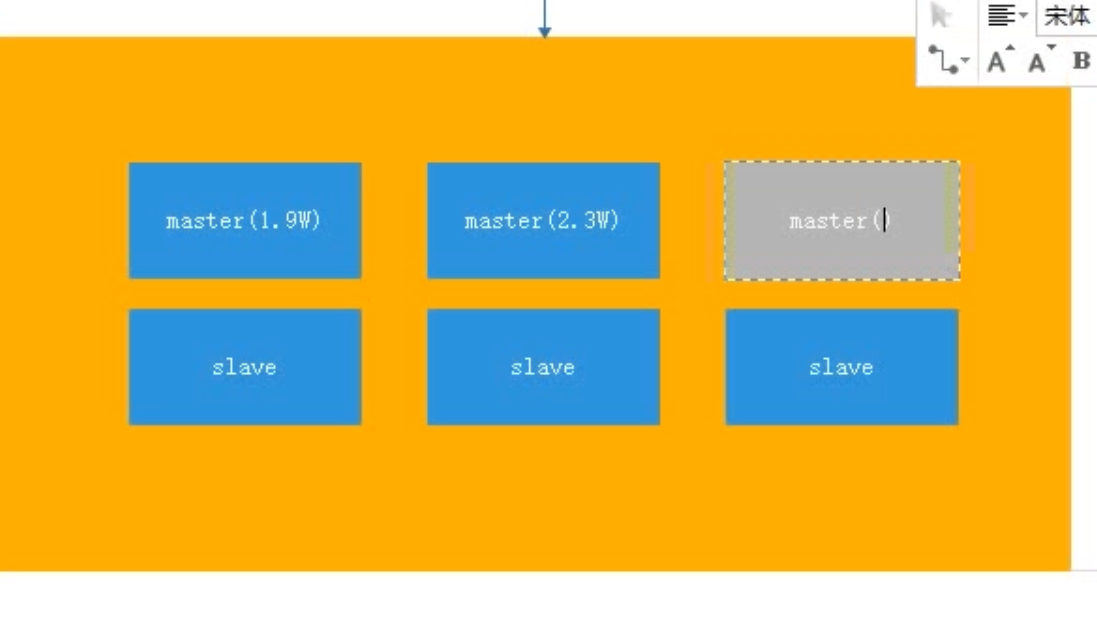 宋体
A A B
master(1.9W) master(2.3W) master()
slave slave slave